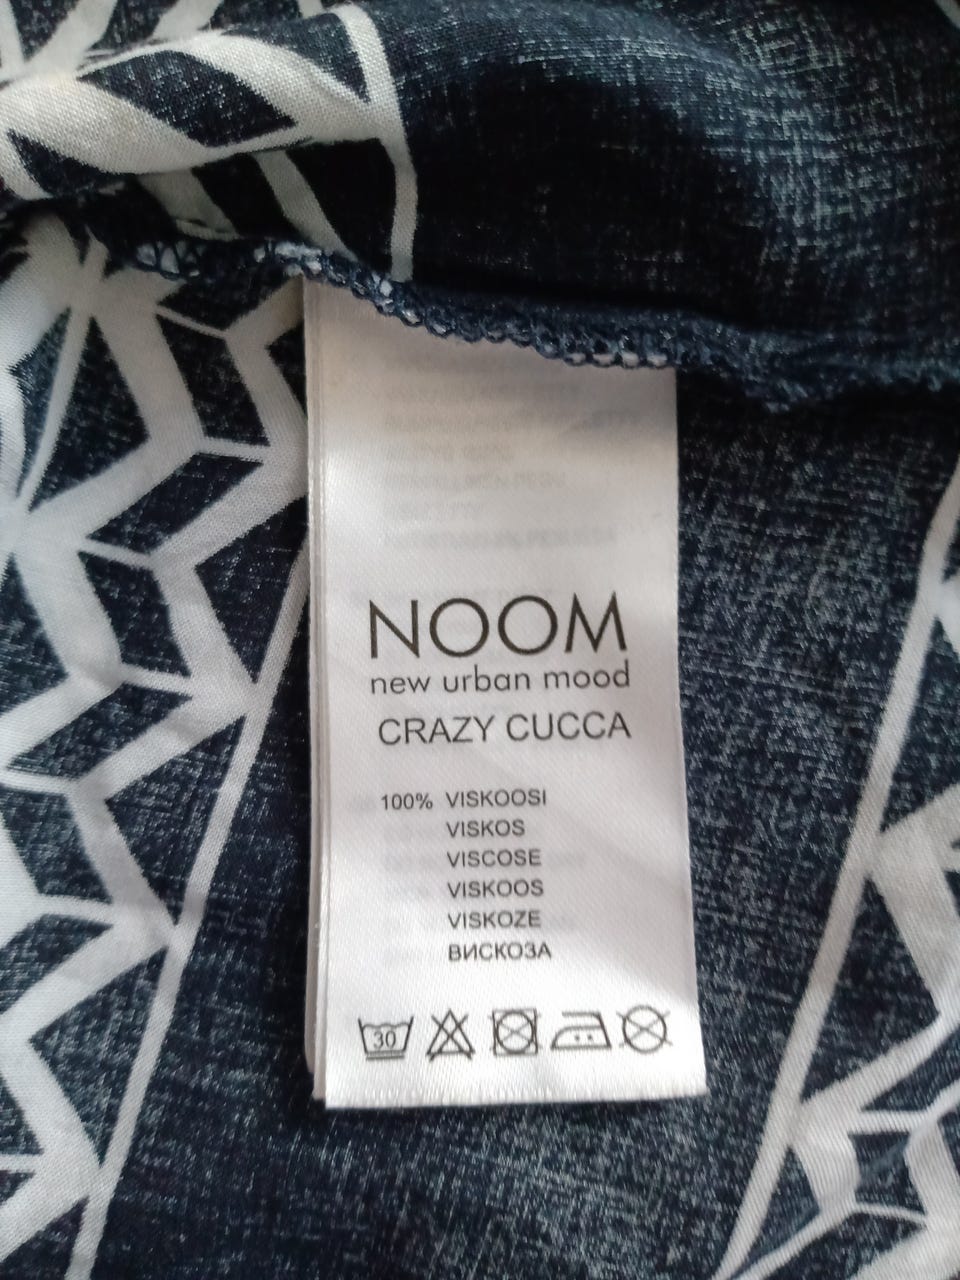 NOOM
new urban mood
CRAZY CUCCA
100% VISKOOSI
VISKOS
VISCOSE
VISKOOS
VISKOZE
ВИСКОЗА
30